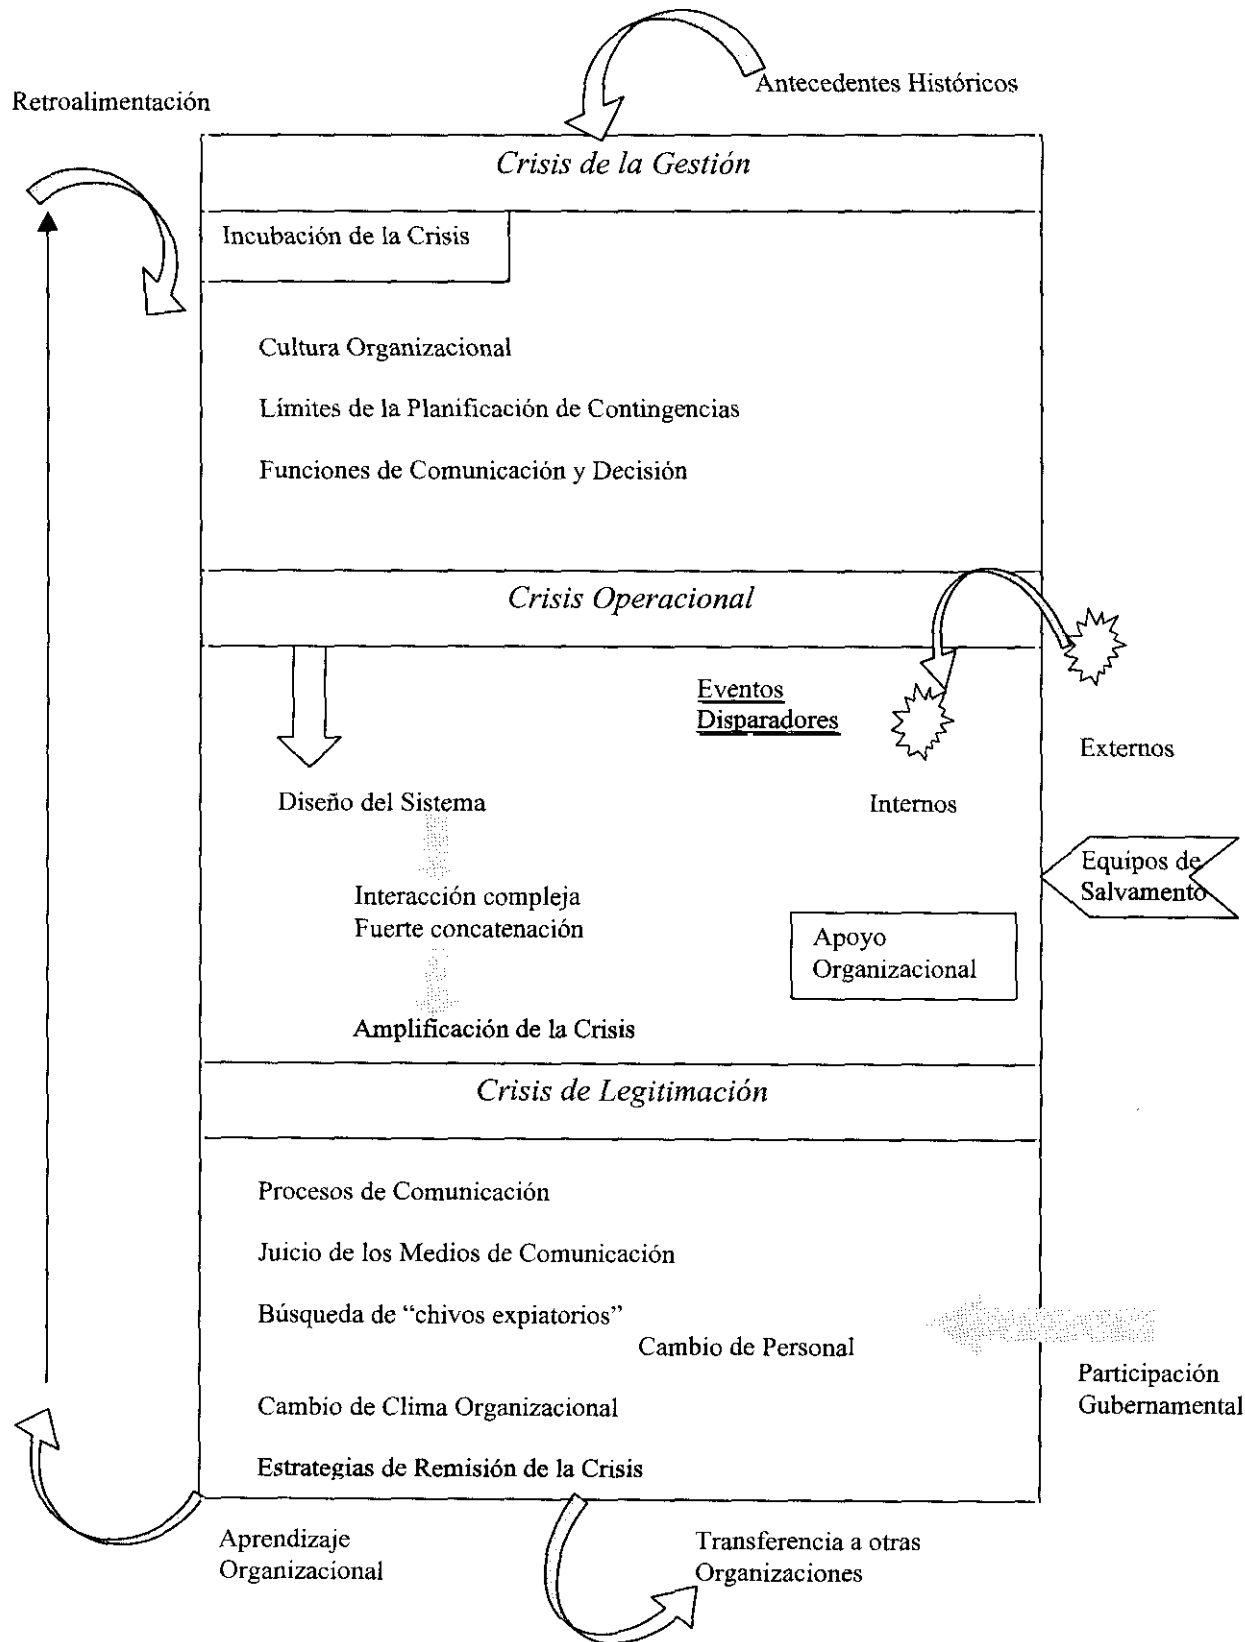 Antecedentes Históricos
Retroalimentación
Crisis de la Gestión
Incubación de la Crisis
Cultura Organizacional
Límites de la Planificación de Contingencias
Funciones de Comunicación y Decisión
Crisis Operacional
Eventos
Disparadores
Externos
Diseño del Sistema
Internos
Equipos de
Salvamento
Interacción compleja
Fuerte concatenación
Apoyo
Organizacional
Amplificación de la Crisis
Crisis de Legitimación
Procesos de Comunicación
Juicio de los Medios de Comunicación
Búsqueda de “chivos expiatorios”
Cambio de Personal
Participación
Gubernamental
Cambio de Clima Organizacional
Estrategias de Remisión de la Crisis
Aprendizaje
Organizacional
Transferencia a otras
Organizaciones